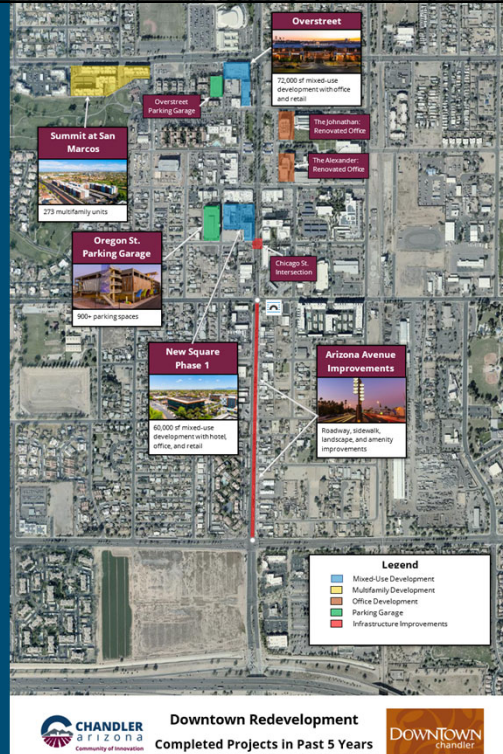 Overstreet
72,000 sf mixed-use
development with office
and retail
Overstreet
Parking Garage
The Johnathan:
Renovated Office
The Alexander:
Renovated Office
Summit at San
Marcos
273 multifamily units
Oregon St.
Parking Garage
900+ parking spaces
Chicago St.
Intersection
New Square
Phase 1
60,000 sf mixed-use
development with hotel,
office, and retail
Arizona Avenue
Improvements
Roadway, sidewalk,
landscape, and amenity
improvements
Legend
Mixed-Use Development
Multifamily Development
Office Development
Parking Garage
Infrastructure Improvements
CHANDLER
arizona
Community of Innovation
Downtown Redevelopment
Completed Projects in Past 5 Years
DOWNTOWN
chandler